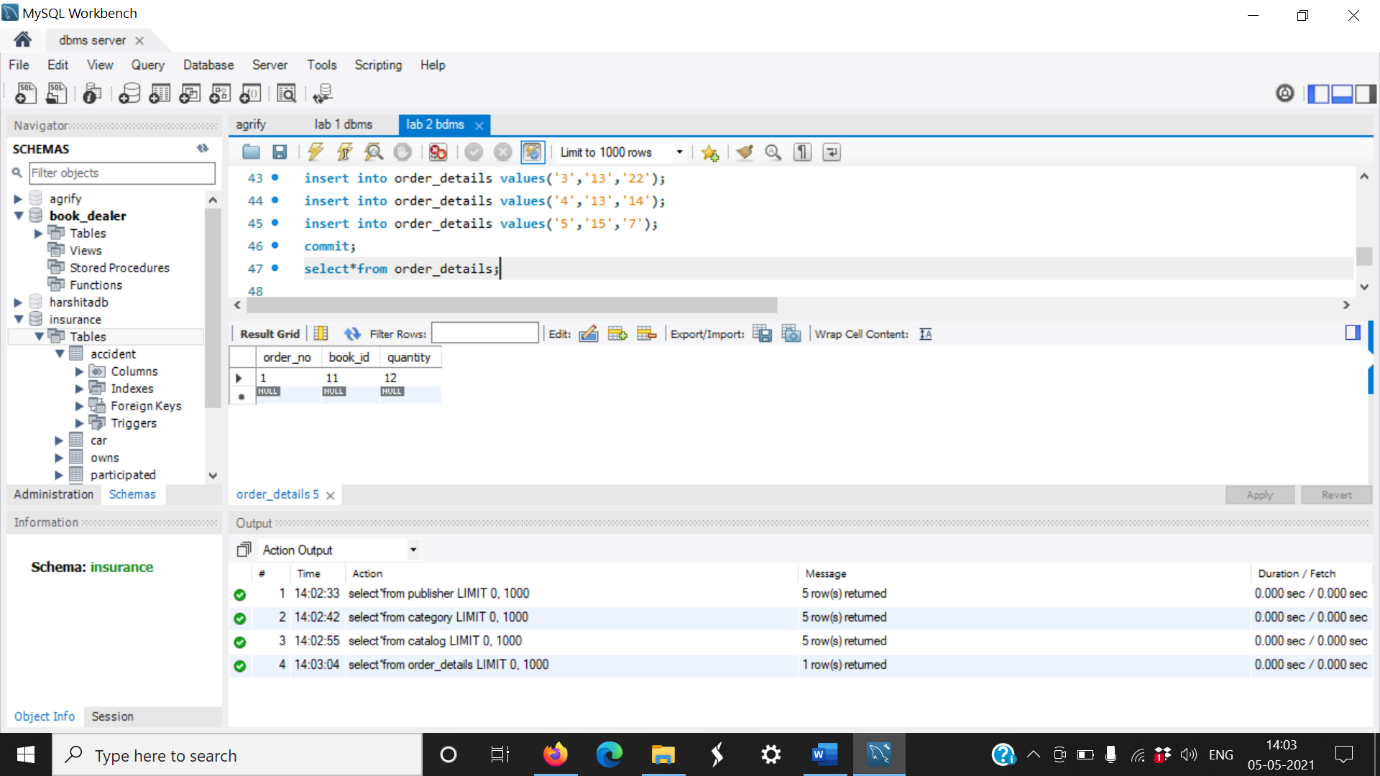 MySQL Workbench
dbms server
File Edit View Query Database Server Tools Scripting Help
Navigator
SCHEMAS
Filter objects
agrify
book_dealer
Tables
Views
Stored Procedures
Functions
harshitadb
insurance
Tables
accident
Columns
Indexes
Foreign Keys
Triggers
car
owns
participated
Administration Schemas
Information
Schema: insurance
Object Info Session
agrify lab 1 dbms lab 2 bdms
Limit to 1000 rows
43 insert into order_details values('3','13','22');
44 insert into order_details values('4','13','14');
45 insert into order_details values('5','15','7');
46 commit;
47 select*from order_details;
48
Result Grid Filter Rows: Edit: Export/Import: Wrap Cell Content:
order_no book_id quantity
1 11 12
NULL NULL NULL
order_details 5 Apply Revert
Output
Action Output
# Time Action Message Duration / Fetch
1 14:02:33 select*from publisher LIMIT 0, 1000 5 row(s) returned 0.000 sec / 0.000 sec
2 14:02:42 select*from category LIMIT 0, 1000 5 row(s) returned 0.000 sec / 0.000 sec
3 14:02:55 select*from catalog LIMIT 0, 1000 5 row(s) returned 0.000 sec / 0.000 sec
4 14:03:04 select*from order_details LIMIT 0, 1000 1 row(s) returned 0.000 sec / 0.000 sec
Type here to search
ENG
14:03
05-05-2021